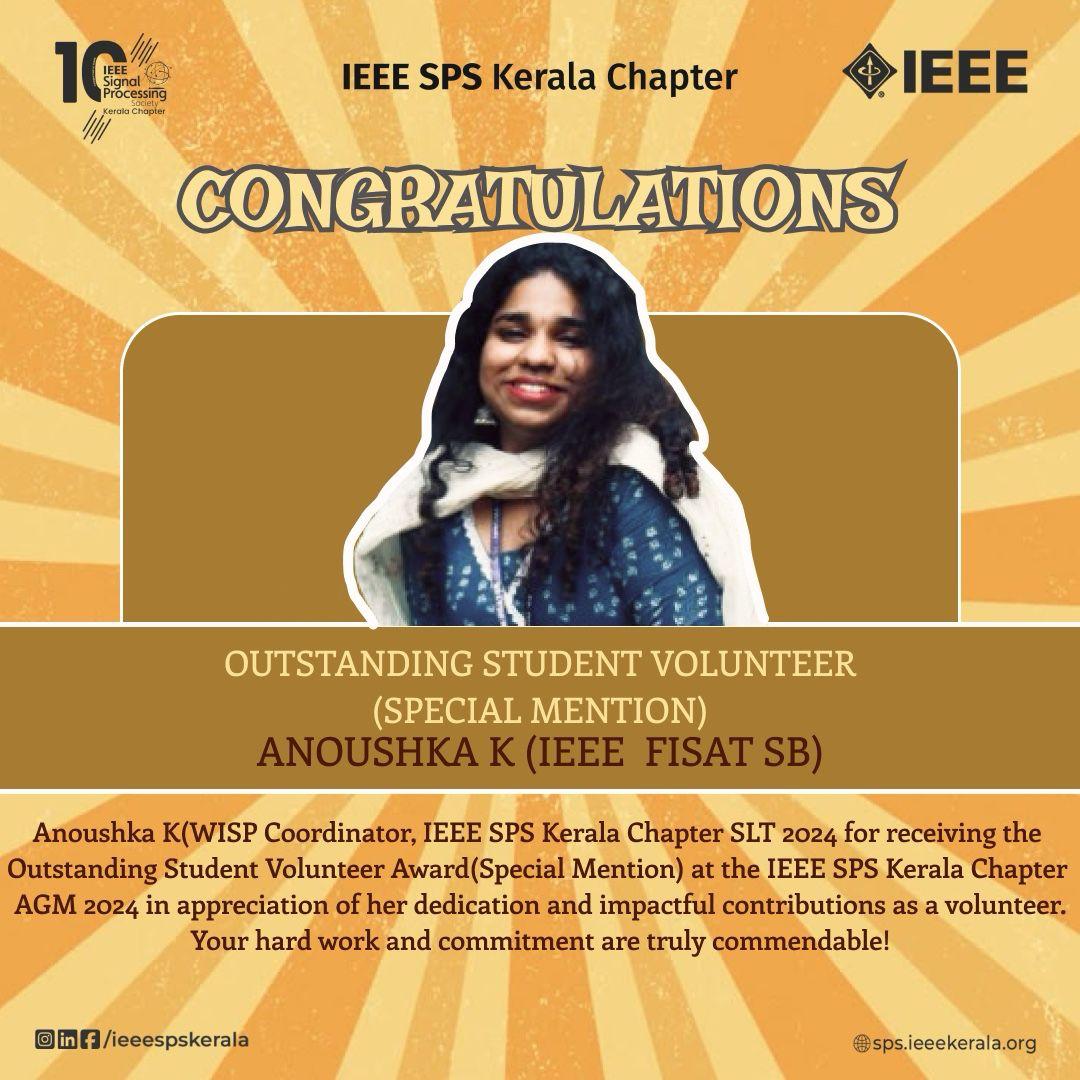 10
IEEE
Signal
Processing
Society
Kerala Chapter
IEEE SPS Kerala Chapter
IEEE
CONGRATULATIONS
OUTSTANDING STUDENT VOLUNTEER
(SPECIAL MENTION)
ANOUSHKA K (IEEE FISAT SB)
Anoushka K(WISP Coordinator, IEEE SPS Kerala Chapter SLT 2024 for receiving the
Outstanding Student Volunteer Award(Special Mention) at the IEEE SPS Kerala Chapter
AGM 2024 in appreciation of her dedication and impactful contributions as a volunteer.
Your hard work and commitment are truly commendable!
/ieeespskerala
sps.ieeekerala.org